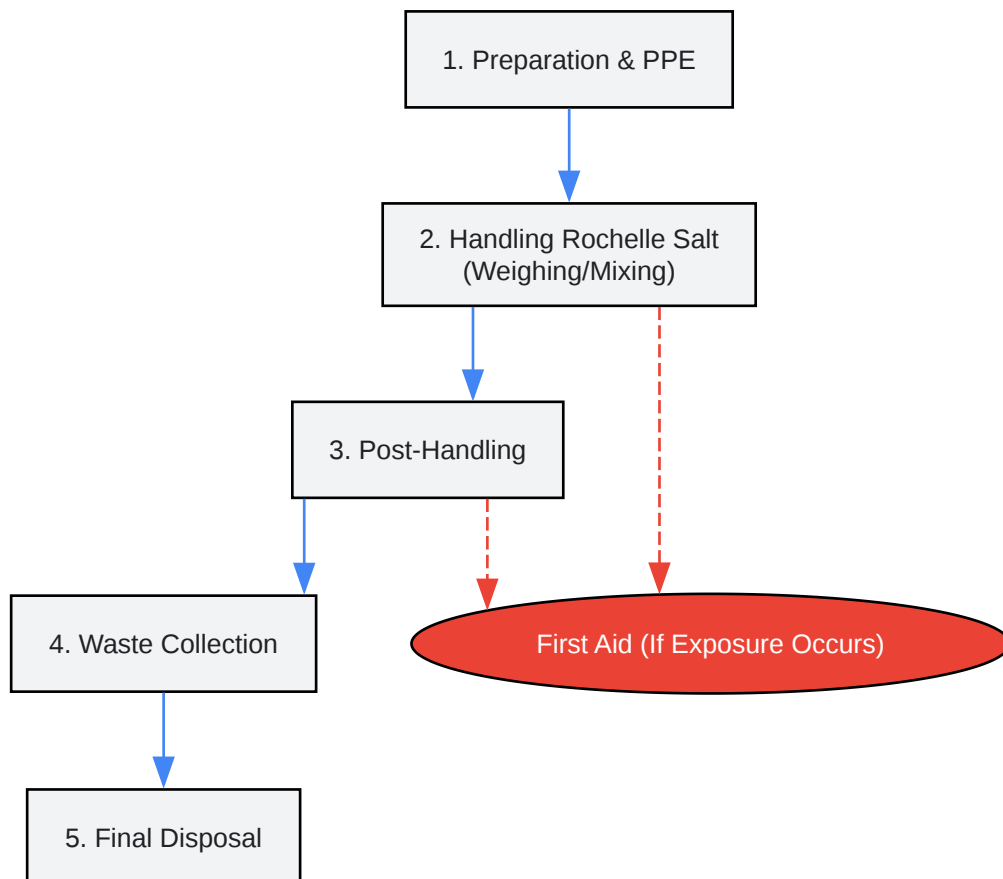 1. Preparation & PPE
2. Handling Rochelle Salt
(Weighing/Mixing)
3. Post-Handling
4. Waste Collection
First Aid (If Exposure Occurs)
5. Final Disposal